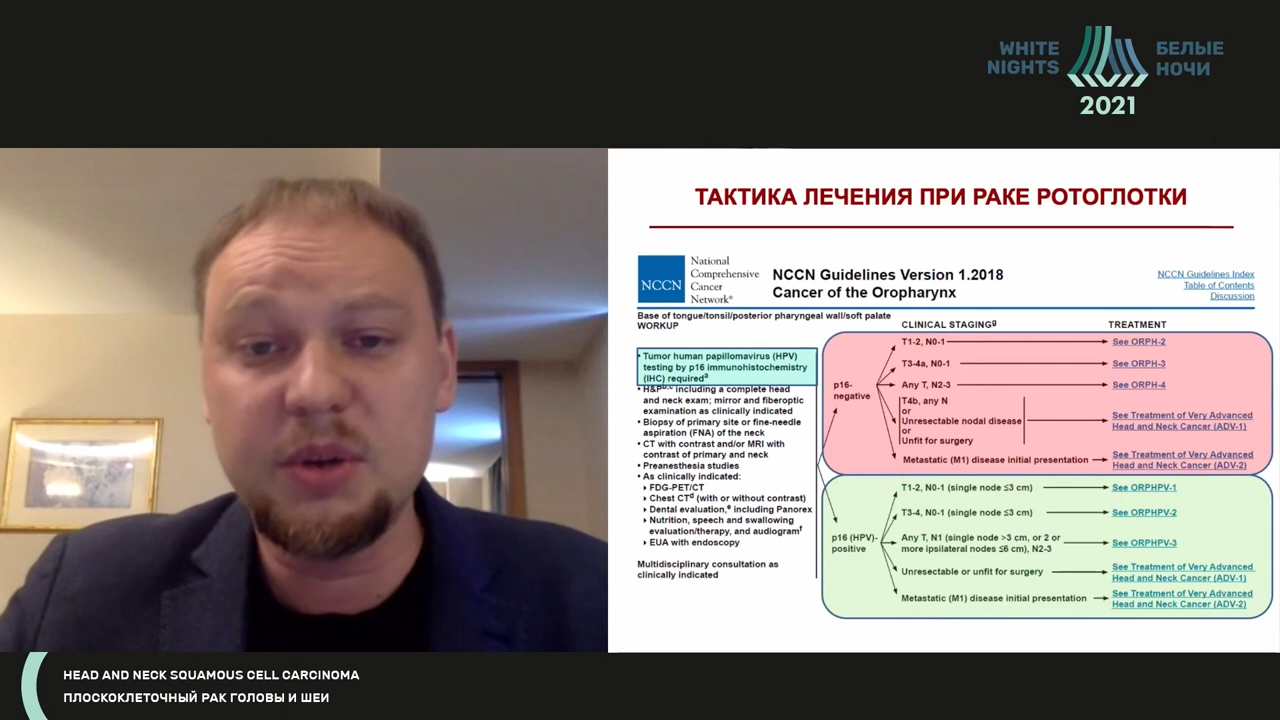 WHITE
NIGHTS
БЕЛЫЕ
НОЧИ
2021
ТАКТИКА ЛЕЧЕНИЯ ПРИ РАКЕ РОТОГЛОТКИ
NCCN
National
Comprehensive
Cancer
Network®
NCCN Guidelines Version 1.2018
Cancer of the Oropharynx
NCCN Guidelines Index
Table of Contents
Discussion
Base of tongue/tonsil/posterior pharyngeal wall/soft palate
WORKUP
• Tumor human papillomavirus (HPV)
testing by p16 immunohistochemistry
(IHC) requiredᵃ
• H&Pᵇ,ᶜ including a complete head
and neck exam; mirror and fiberoptic
examination as clinically indicated
• Biopsy of primary site or fine-needle
aspiration (FNA) of the neck
• CT with contrast and/or MRI with
contrast of primary and neck
• Preanesthesia studies
• As clinically indicated:
FDG-PET/CT
Chest CTᵈ (with or without contrast)
Dental evaluation,ᵉ including Panorex
Nutrition, speech and swallowing
evaluation/therapy, and audiogramᶠ
EUA with endoscopy
Multidisciplinary consultation as
clinically indicated
CLINICAL STAGINGᵍ
TREATMENT
p16-
negative
T1-2, N0-1
See ORPH-2
T3-4a, N0-1
See ORPH-3
Any T, N2-3
See ORPH-4
T4b, any N
or
Unresectable nodal disease
or
Unfit for surgery
See Treatment of Very Advanced
Head and Neck Cancer (ADV-1)
Metastatic (M1) disease initial presentation
See Treatment of Very Advanced
Head and Neck Cancer (ADV-2)
p16 (HPV)-
positive
T1-2, N0-1 (single node ≤3 cm)
See ORPHPV-1
T3-4, N0-1 (single node ≤3 cm)
See ORPHPV-2
Any T, N1 (single node >3 cm, or 2 or
more ipsilateral nodes ≤6 cm), N2-3
See ORPHPV-3
Unresectable or unfit for surgery
See Treatment of Very Advanced
Head and Neck Cancer (ADV-1)
Metastatic (M1) disease initial presentation
See Treatment of Very Advanced
Head and Neck Cancer (ADV-2)
HEAD AND NECK SQUAMOUS CELL CARCINOMA
ПЛОСКОКЛЕТОЧНЫЙ РАК ГОЛОВЫ И ШЕИ